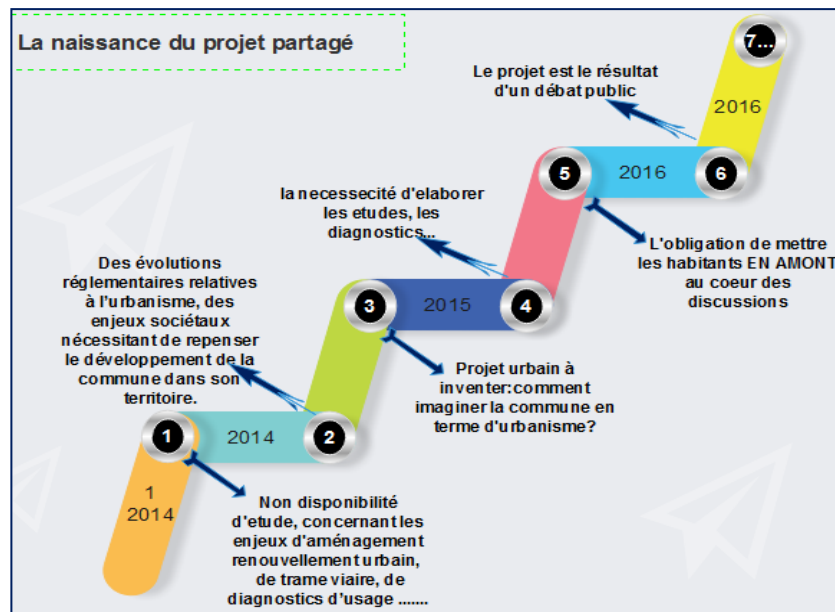 La naissance du projet partagé
7...
2016
Le projet est le résultat
d'un débat public
5
2016
6
la necessecité d'elaborer
les etudes, les
diagnostics...
L'obligation de mettre
les habitants EN AMONT
au coeur des
discussions
Des évolutions
réglementaires relatives
à l'urbanisme, des
enjeux sociétaux
nécessitant de repenser
le développement de la
commune dans son
territoire.
3
2015
4
Projet urbain à
inventer:comment
imaginer la commune en
terme d'urbanisme?
1
2014
2
1
2014
Non disponibilité
d'etude, concernant les
enjeux d'aménagement
renouvellement urbain,
de trame viaire, de
diagnostics d'usage .......